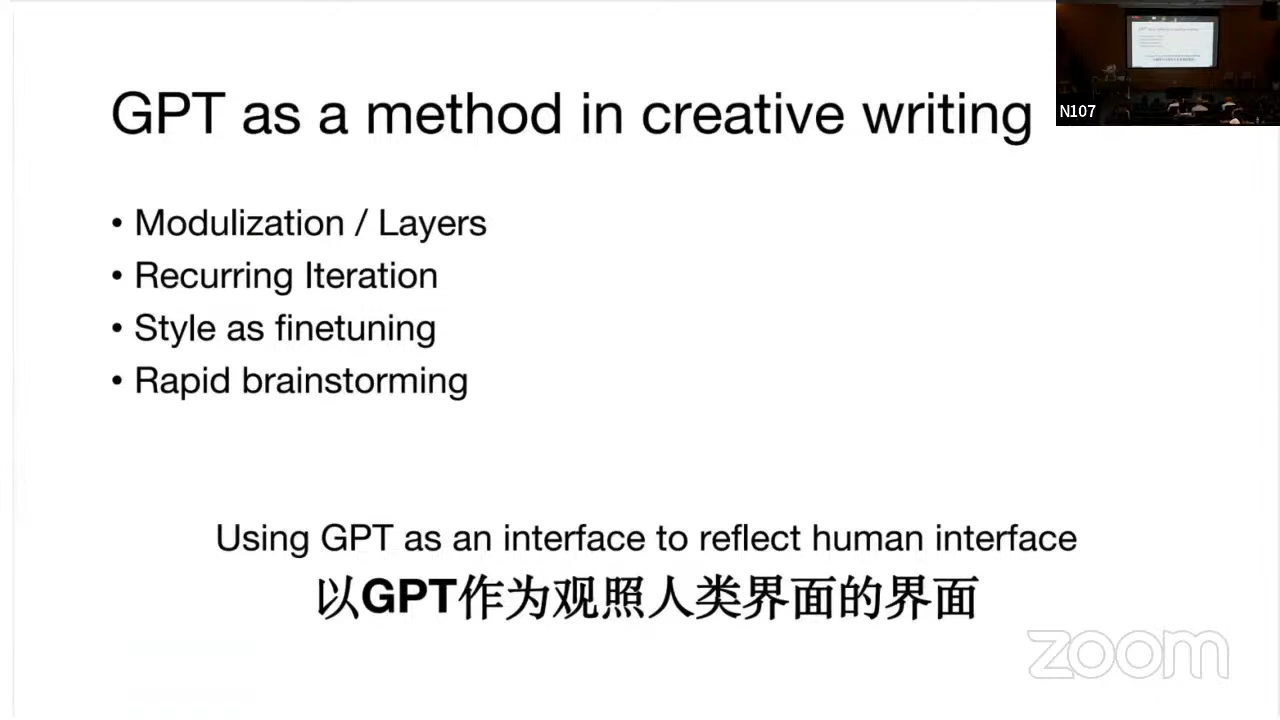 GPT as a method in creative writing
N107
• Modulization / Layers
• Recurring Iteration
• Style as finetuning
• Rapid brainstorming
Using GPT as an interface to reflect human interface
以GPT作为观照人类界面的界面
zoom